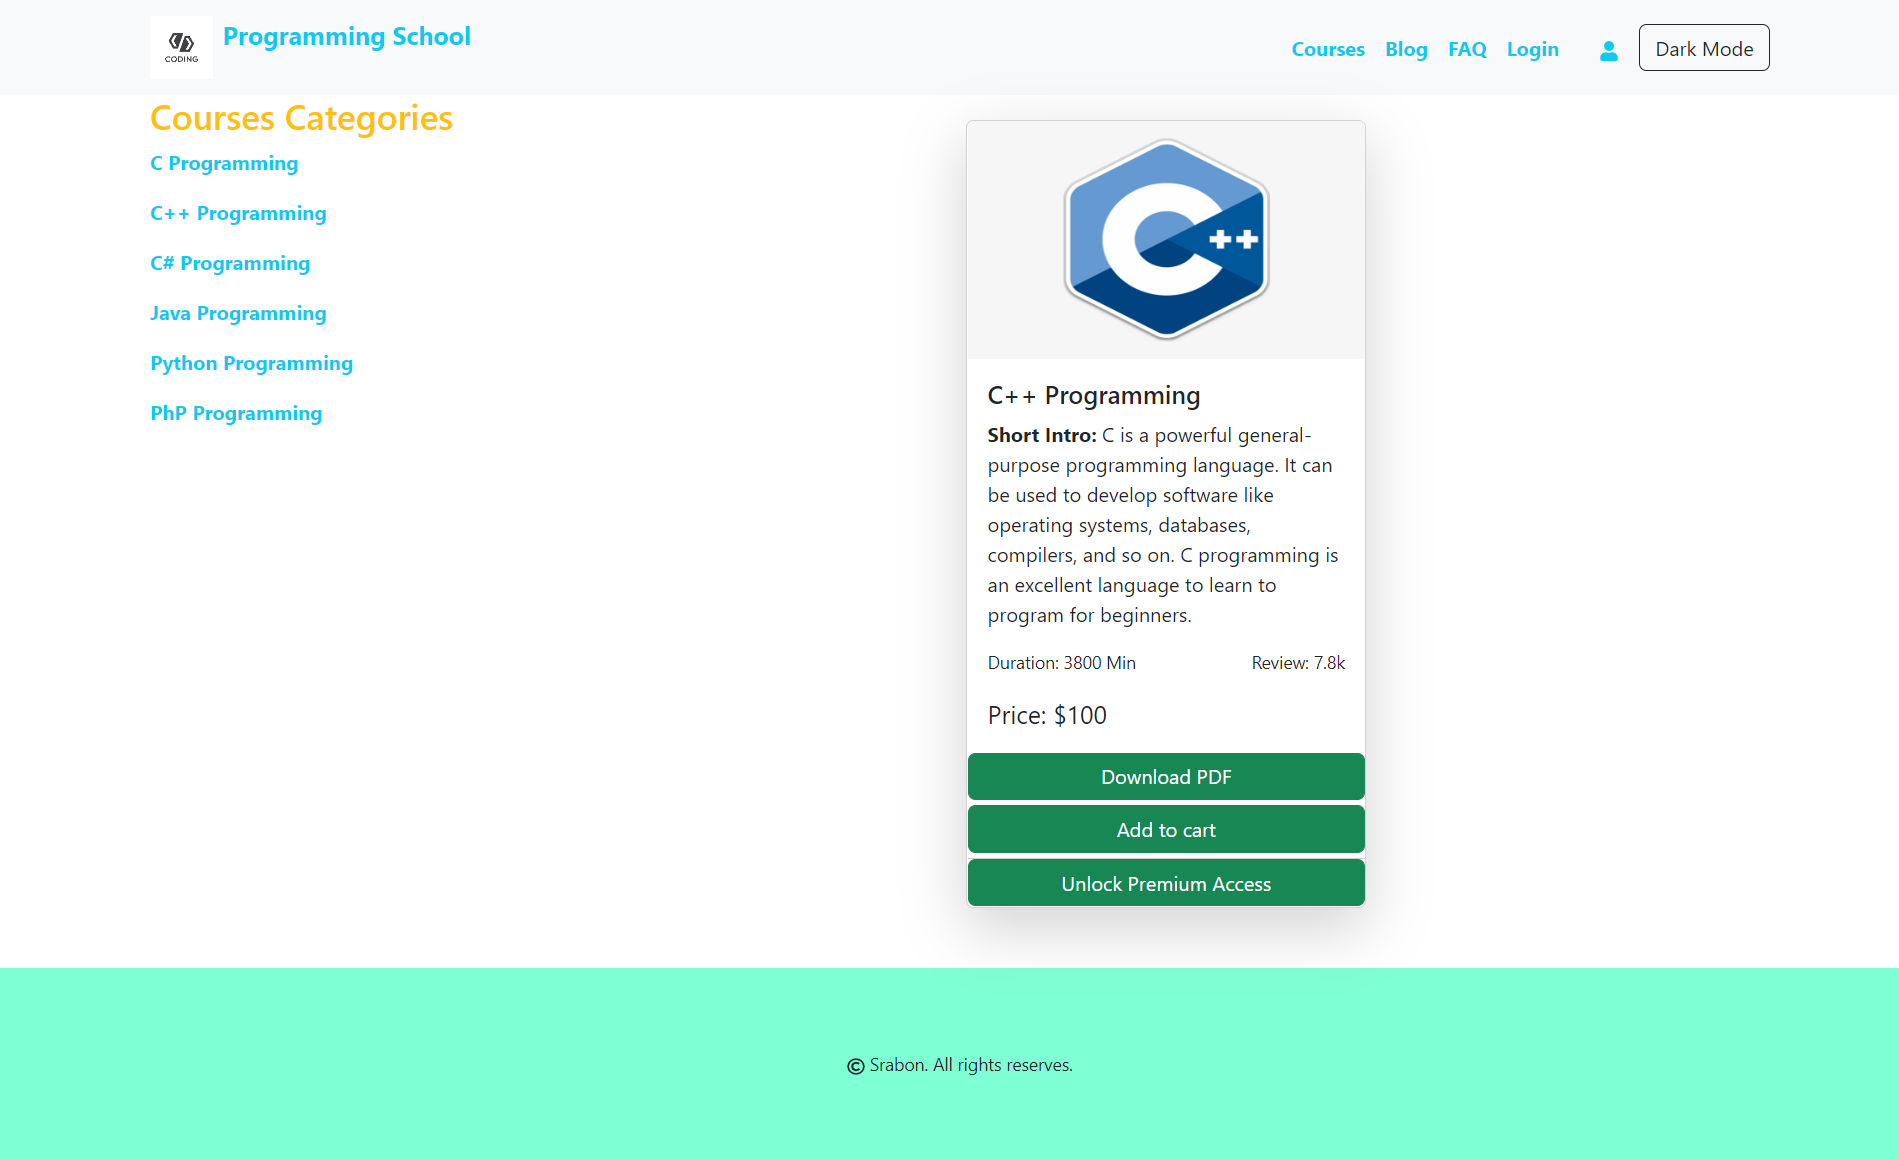 CODING
Programming School
Courses
Blog
FAQ
Login
Dark Mode
Courses Categories
C Programming
C++ Programming
C# Programming
Java Programming
Python Programming
PhP Programming
C ++
C++ Programming
Short Intro: C is a powerful general-
purpose programming language. It can
be used to develop software like
operating systems, databases,
compilers, and so on. C programming is
an excellent language to learn to
program for beginners.
Duration: 3800 Min
Review: 7.8k
Price: $100
Download PDF
Add to cart
Unlock Premium Access
© Srabon. All rights reserves.